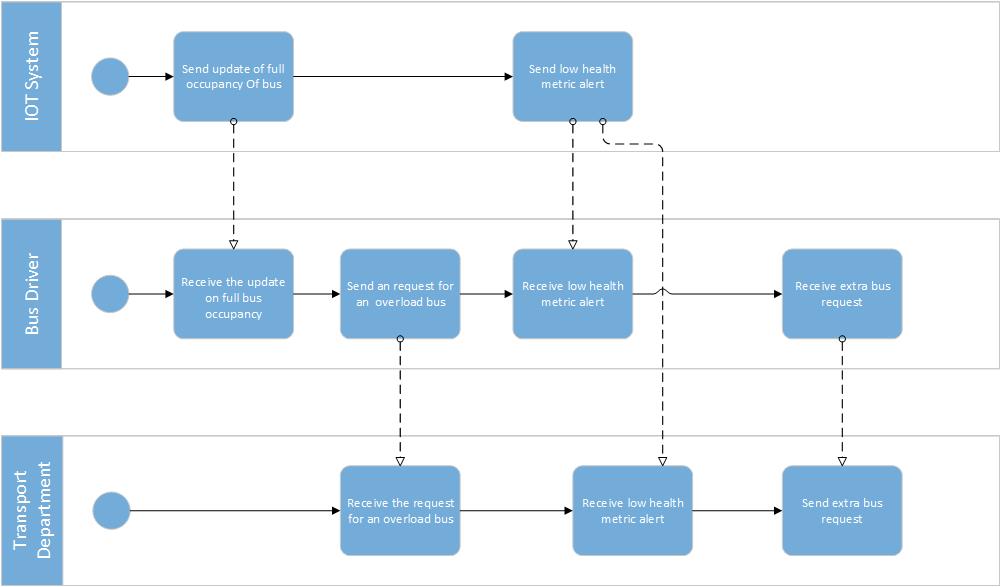 IOT System
Send update of full
occupancy Of bus
Send low health
metric alert
Bus Driver
Receive the update
on full bus
occupancy
Send an request for
an overload bus
Receive low health
metric alert
Receive extra bus
request
Transport
Department
Receive the request
for an overload bus
Receive low health
metric alert
Send extra bus
request